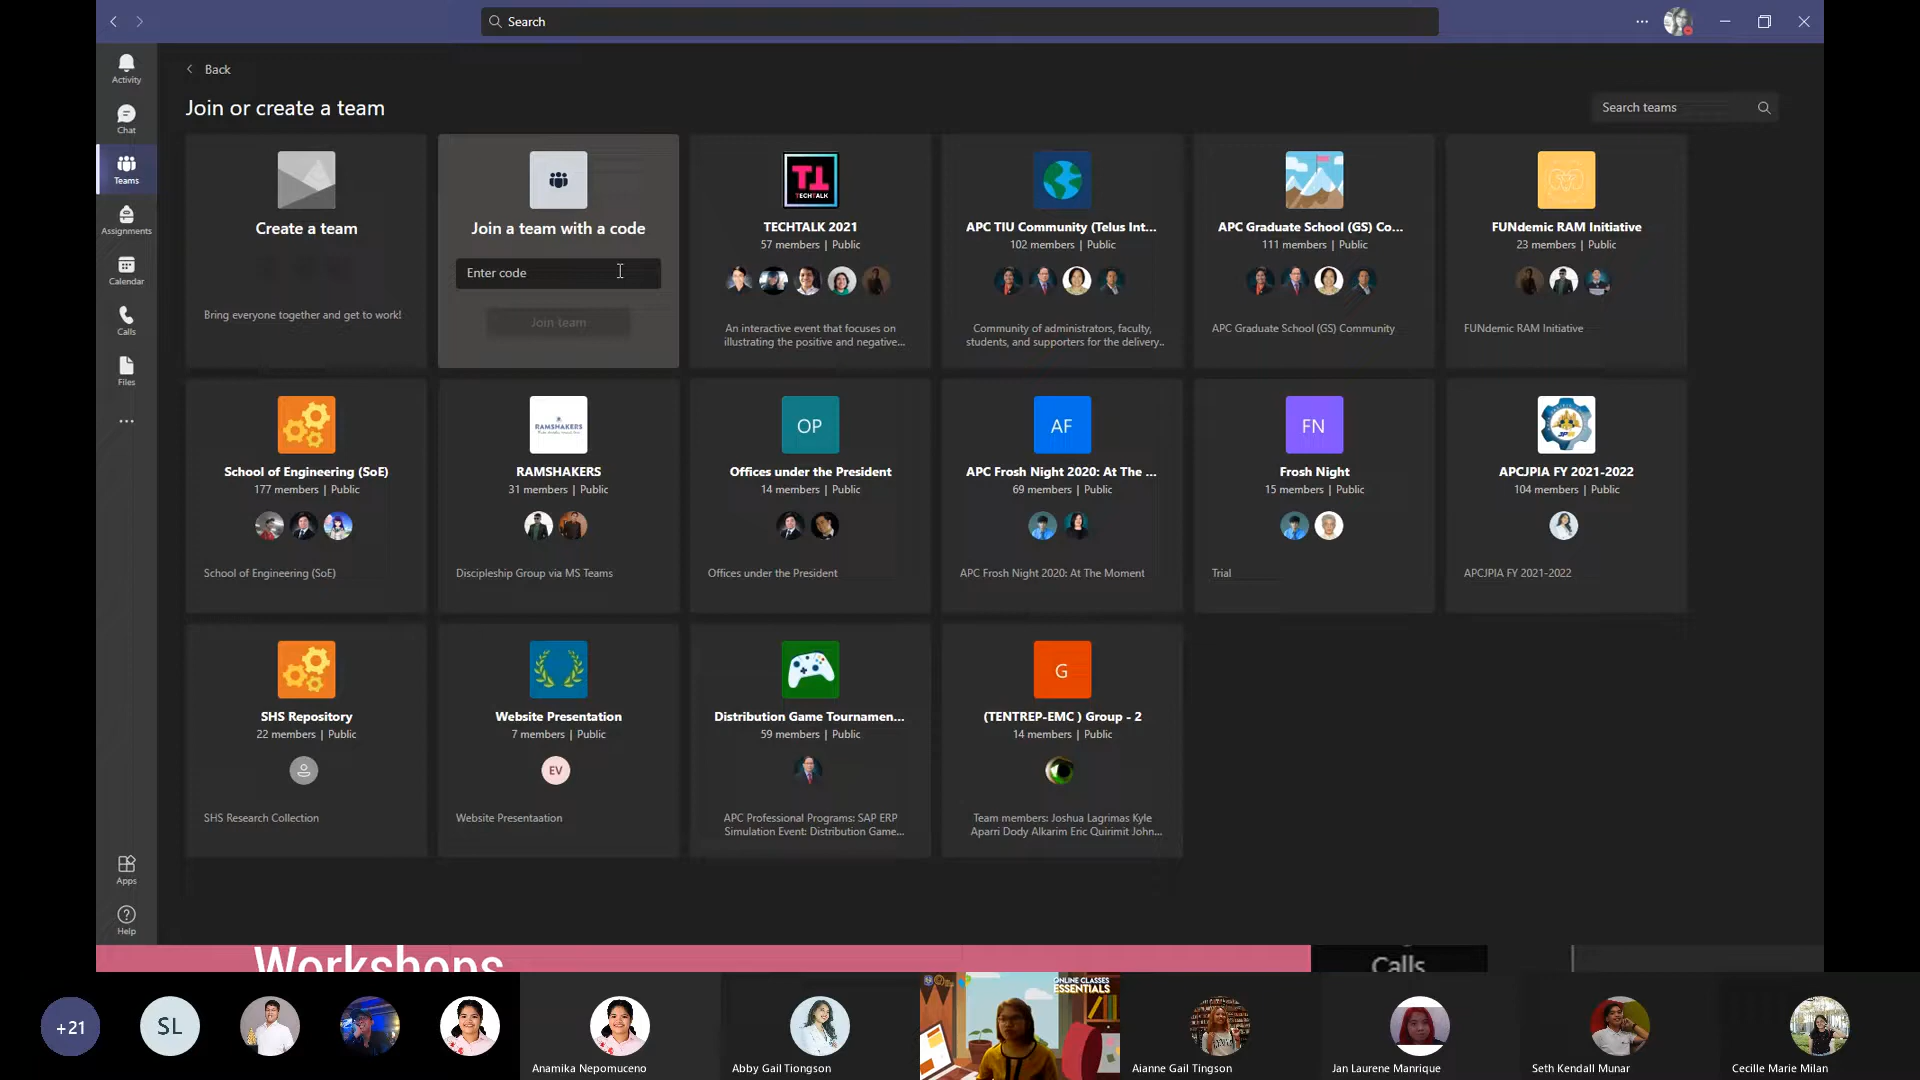 Search
Activity
Chat
Teams
Assignments
Calendar
Calls
Files
Apps
Help
Back
Join or create a team
Search teams
Create a team
Bring everyone together and get to work!
Join a team with a code
Enter code
Join team
TECHTALK
TECHTALK 2021
57 members | Public
An interactive event that focuses on
illustrating the positive and negative...
APC TIU Community (Telus Int...
102 members | Public
Community of administrators, faculty,
students, and supporters for the delivery..
APC Graduate School (GS) Co...
111 members | Public
APC Graduate School (GS) Community
FUNdemic RAM Initiative
23 members | Public
FUNdemic RAM Initiative
School of Engineering (SoE)
177 members | Public
School of Engineering (SoE)
RAMSHAKERS
RAMSHAKERS
31 members | Public
Discipleship Group via MS Teams
OP
Offices under the President
14 members | Public
Offices under the President
AF
APC Frosh Night 2020: At The ...
69 members | Public
APC Frosh Night 2020: At The Moment
FN
Frosh Night
15 members | Public
Trial
APCJPIA FY 2021-2022
104 members | Public
APCJPIA FY 2021-2022
SHS Repository
22 members | Public
SHS Research Collection
Website Presentation
7 members | Public
EV
Website Presentaation
Distribution Game Tournamen...
59 members | Public
APC Professional Programs: SAP ERP
Simulation Event: Distribution Game...
G
(TENTREP-EMC ) Group - 2
14 members | Public
Team members: Joshua Lagrimas Kyle
Aparri Dody Alkarim Eric Quirimit John...
Workshops
Calls
+21
SL
Anamika Nepomuceno
Abby Gail Tiongson
ONLINE CLASSES
ESSENTIALS
Aianne Gail Tingson
Jan Laurene Manrique
Seth Kendall Munar
Cecille Marie Milan